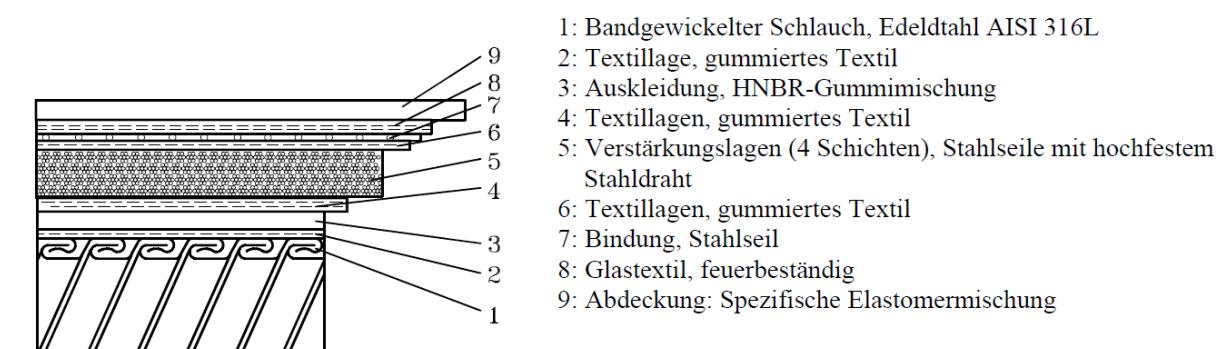 9
8
7
6
5
4
3
2
1
1: Bandgewickelter Schlauch, Edeldtahl AISI 316L
2: Textillage, gummiertes Textil
3: Auskleidung, HNBR-Gummimischung
4: Textillagen, gummiertes Textil
5: Verstärkungslagen (4 Schichten), Stahlseile mit hochfestem
Stahldraht
6: Textillagen, gummiertes Textil
7: Bindung, Stahlseil
8: Glastextil, feuerbeständig
9: Abdeckung: Spezifische Elastomermischung